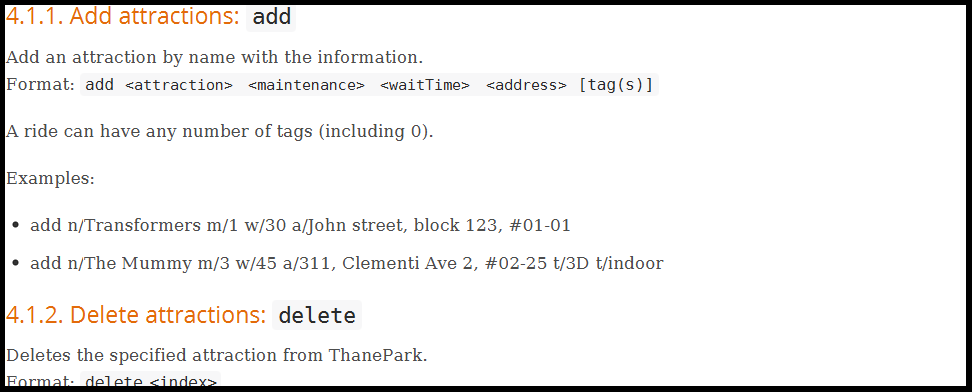 4.1.1. Add attractions: add
Add an attraction by name with the information.
Format: add <attraction> <maintenance> <waitTime> <address> [tag(s)]
A ride can have any number of tags (including 0).
Examples:
• add n/Transformers m/1 w/30 a/John street, block 123, #01-01
• add n/The Mummy m/3 w/45 a/311, Clementi Ave 2, #02-25 t/3D t/indoor
4.1.2. Delete attractions: delete
Deletes the specified attraction from ThanePark.
Format: delete <index>